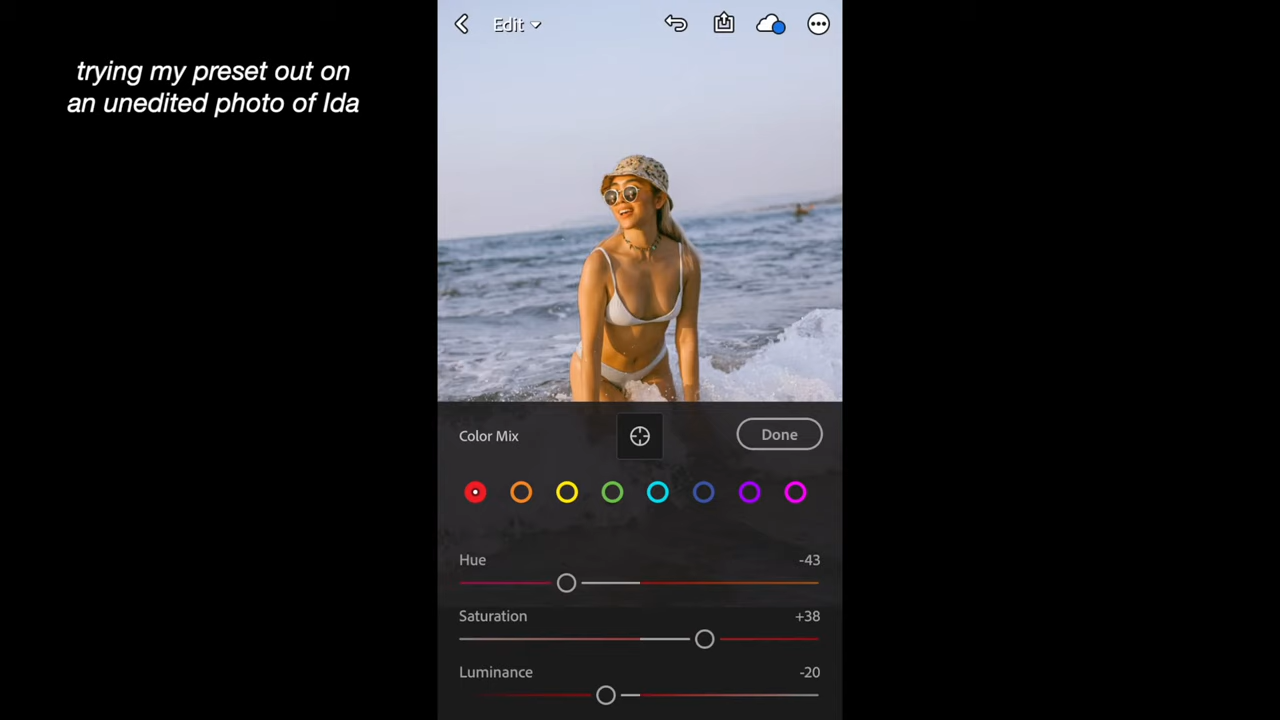 Edit
trying my preset out on
an unedited photo of Ida
Color Mix
Done
Hue -43
Saturation +38
Luminance -20